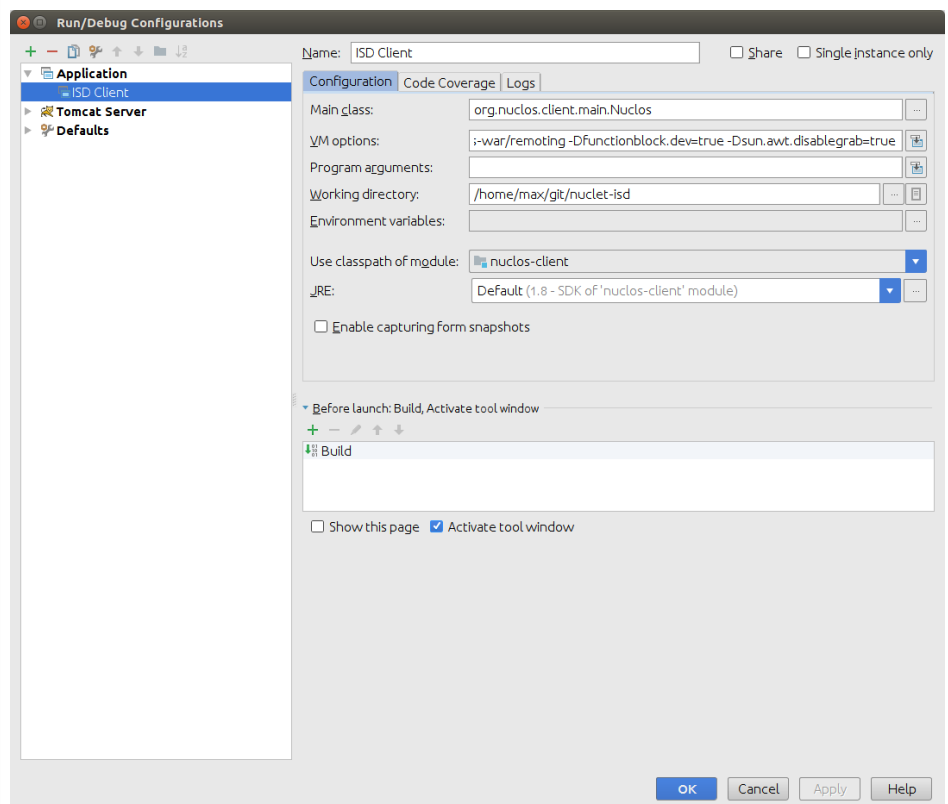 Run/Debug Configurations
Name: ISD Client Share Single instance only
Application
ISD Client
Tomcat Server
Defaults
Configuration Code Coverage Logs
Main class: org.nuclos.client.main.Nuclos ...
VM options: -war/remoting -Dfunctionblock.dev=true -Dsun.awt.disablegrab=true
Program arguments:
Working directory: /home/max/git/nuclet-isd ...
Environment variables: ...
Use classpath of module: nuclos-client
JRE: Default (1.8 - SDK of 'nuclos-client' module) ...
Enable capturing form snapshots
Before launch: Build, Activate tool window
Build
Show this page Activate tool window
OK Cancel Apply Help